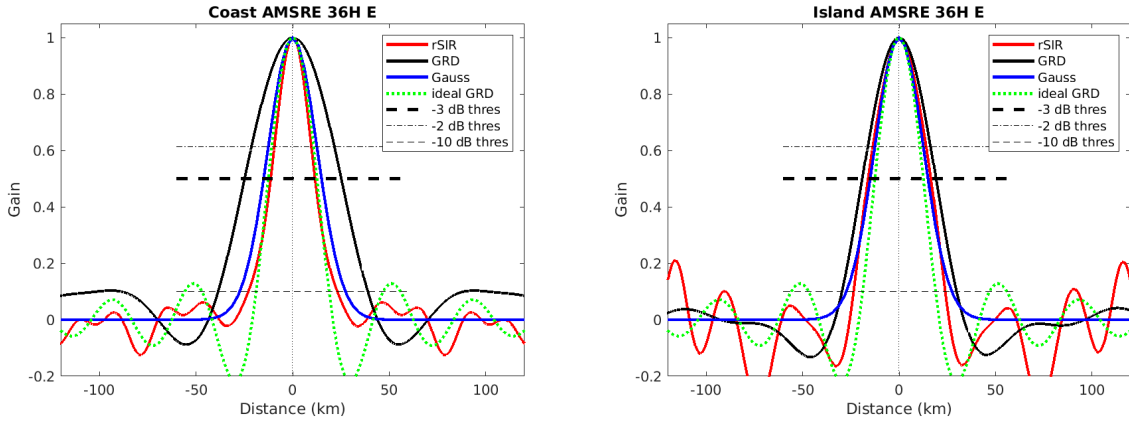 Coast AMSRE 36H E
1
0.8
0.6
0.4
0.2
0
-0.2
Gain
-100
-50
0
50
100
Distance (km)
rSIR
GRD
Gauss
ideal GRD
-3 dB thres
-2 dB thres
-10 dB thres
Island AMSRE 36H E
1
0.8
0.6
0.4
0.2
0
-0.2
Gain
-100
-50
0
50
100
Distance (km)
rSIR
GRD
Gauss
ideal GRD
-3 dB thres
-2 dB thres
-10 dB thres